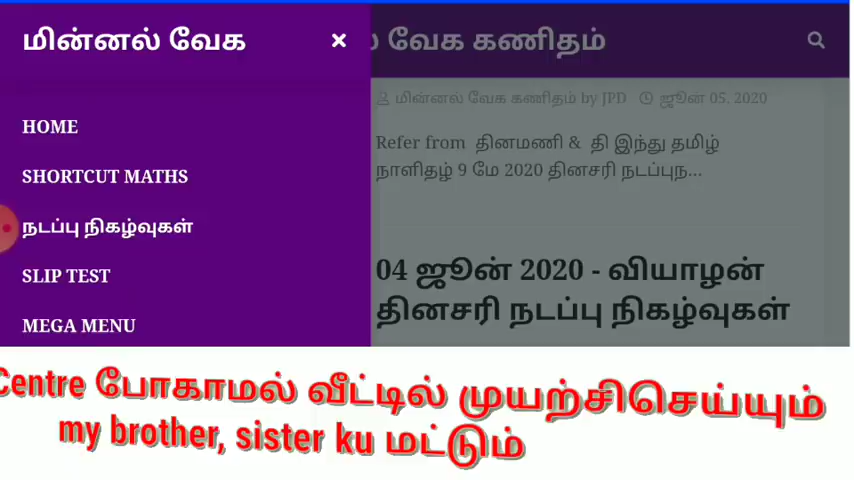 மின்னல் வேக
வேக கணிதம்
HOME
SHORTCUT MATHS
நடப்பு நிகழ்வுகள்
SLIP TEST
MEGA MENU
மின்னல் வேக கணிதம் by JPD ஜூன் 05, 2020
Refer from தினமணி & தி இந்து தமிழ்
நாளிதழ் 9 மே 2020 தினசரி நடப்புந...
04 ஜூன் 2020 - வியாழன்
தினசரி நடப்பு நிகழ்வுகள்
Centre போகாமல் வீட்டில் முயற்சிசெய்யும்
my brother, sister ku மட்டும்